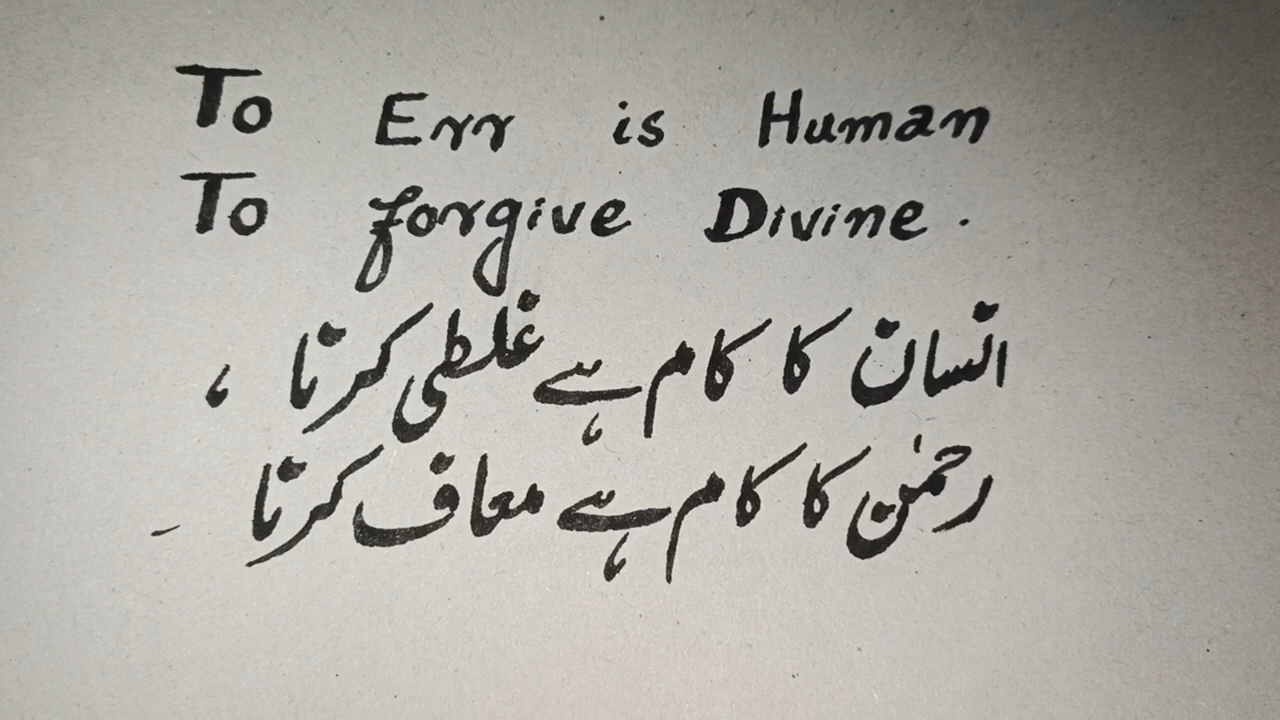 To Err is Human
To forgive Divine.
انسان کا کام ہے غلطی کرنا ،
رحمٰن کا کام ہے معاف کرنا ۔